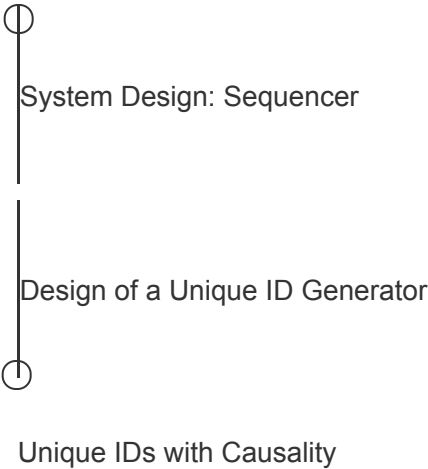 System Design: Sequencer
Design of a Unique ID Generator
Unique IDs with Causality